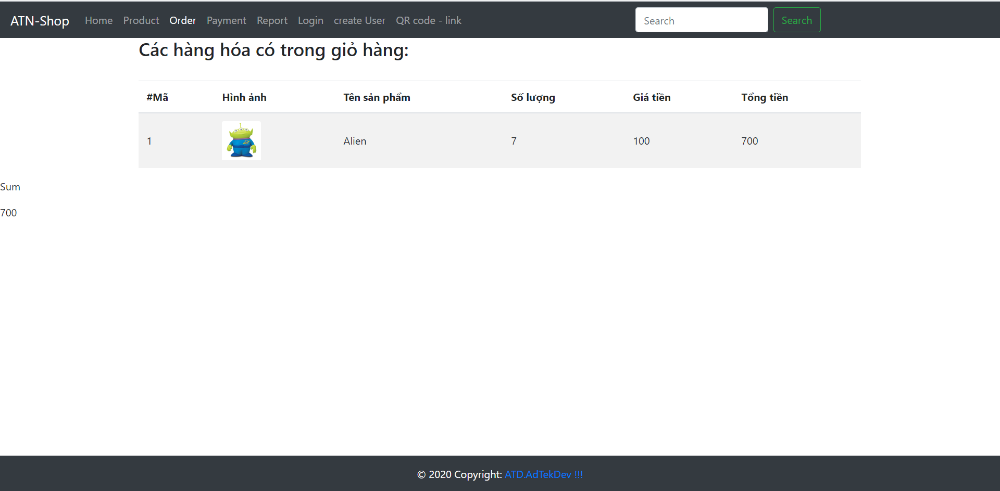 ATN-Shop Home Product Order Payment Report Login create User QR code - link Search Search
Các hàng hóa có trong giỏ hàng:
#Mã Hình ảnh Tên sản phẩm Số lượng Giá tiền Tổng tiền
1 Alien 7 100 700
Sum
700
© 2020 Copyright: ATD.AdTekDev !!!